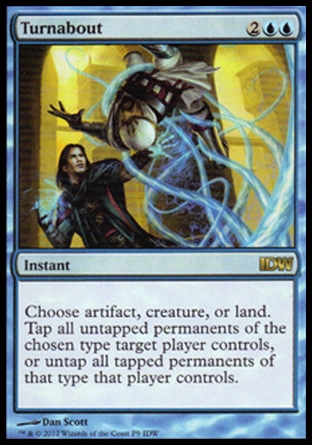 Turnabout 2
Instant IDW
Choose artifact, creature, or land.
Tap all untapped permanents of the
chosen type target player controls,
or untap all tapped permanents of
that type that player controls.
Dan Scott
™ & © 2012 Wizards of the Coast P9 IDW